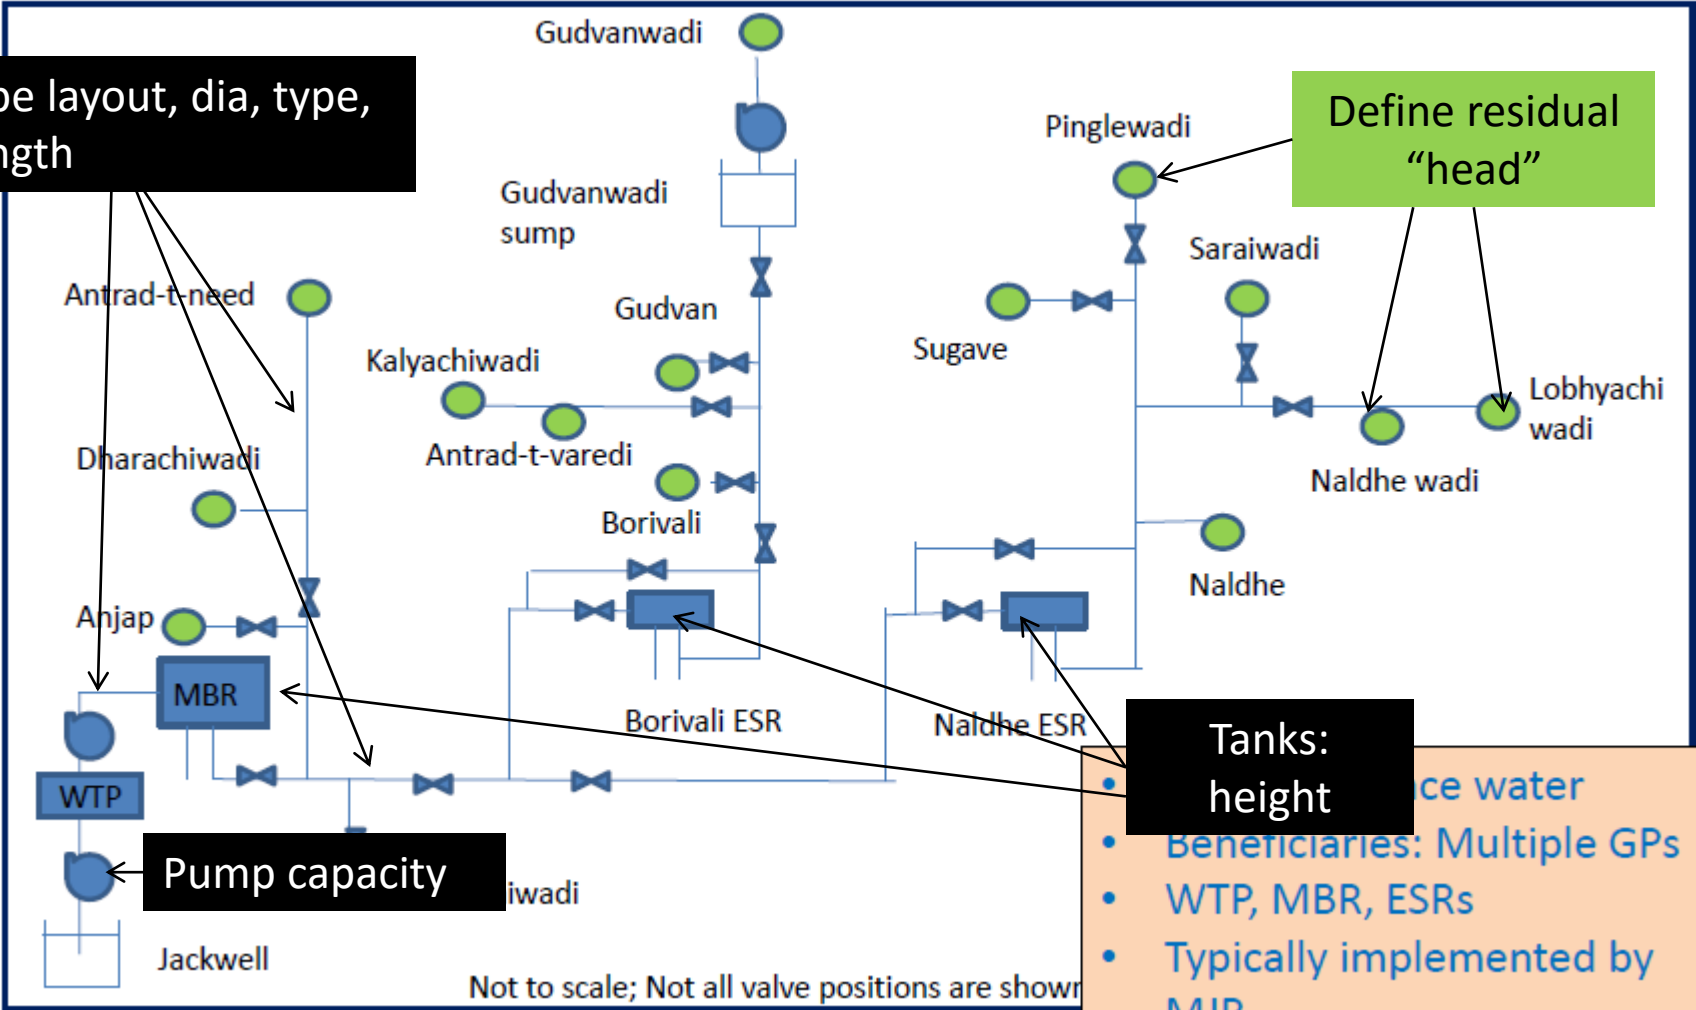 Gudvanwadi
pe layout, dia, type,
ngth
Define residual
“head”
Pinglewadi
Gudvanwadi
sump
Saraiwadi
Antrad-t-need
Gudvan
Sugave
Kalyachiwadi
Lobhyachi
wadi
Dharachiwadi
Antrad-t-varedi
Naldhe wadi
Borivali
Naldhe
Anjap
MBR
Borivali ESR
Naldhe ESR
Tanks:
height
WTP
ce water
• Beneficiaries: Multiple GPs
Pump capacity
iwadi
• WTP, MBR, ESRs
Jackwell
• Typically implemented by
MJP
Not to scale; Not all valve positions are shown